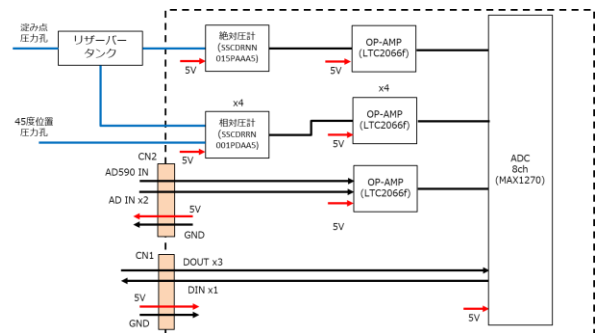 淀み点
圧力孔
リザーバー
タンク
絶対圧計
(SSCDRNN
015PAAA5)
5V
OP-AMP
(LTC2066f)
5V
x4
相対圧計
(SSCDRRN
001PDAA5)
5V
x4
OP-AMP
(LTC2066f)
5V
45度位置
圧力孔
ADC
8ch
(MAX1270)
CN2
AD590 IN
AD IN x2
5V
GND
OP-AMP
(LTC2066f)
5V
CN1
DOUT x3
DIN x1
5V
GND
5V